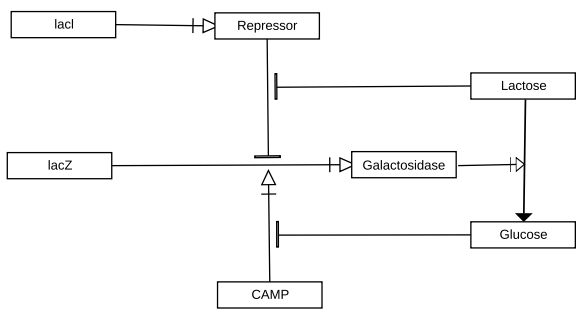 lacI
Repressor
Lactose
lacZ
Galactosidase
Glucose
CAMP